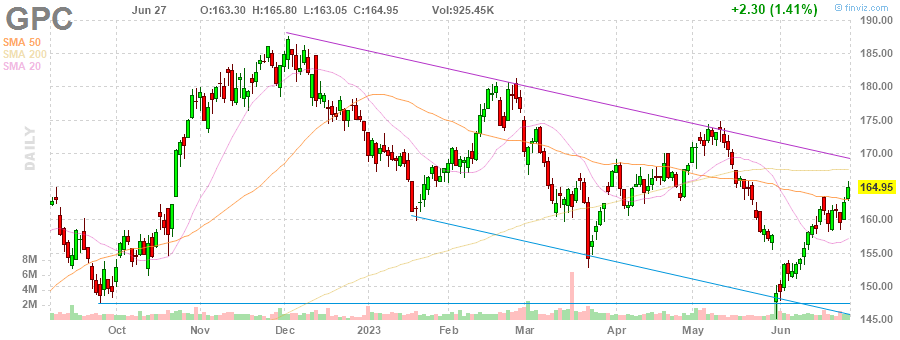 GPC Jun 27 O:163.30 H:165.80 L:163.05 C:164.95 Vol:925.45K +2.30 (1.41%) © finviz.com
SMA 50
SMA 200
SMA 20
DAILY
190.00
185.00
180.00
175.00
170.00
164.95
160.00
155.00
150.00
145.00
8M
6M
4M
2M
Oct Nov Dec 2023 Feb Mar Apr May Jun